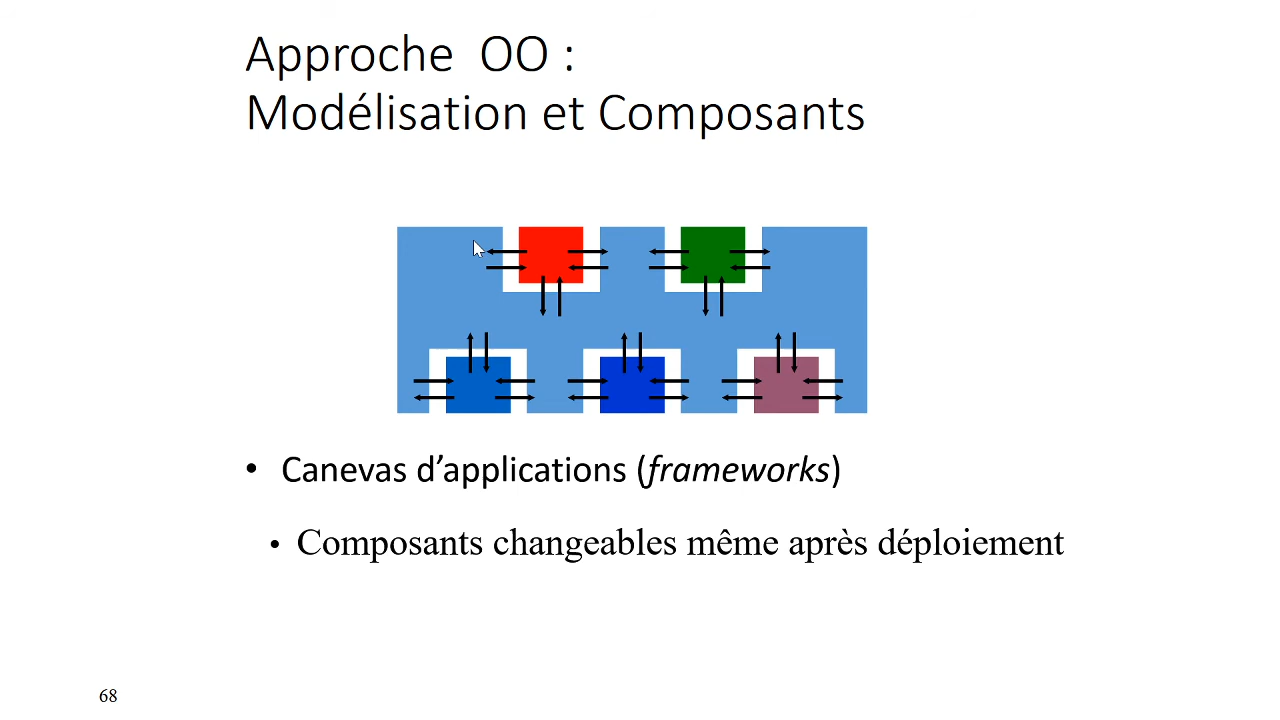 Approche OO :
Modélisation et Composants
• Canevas d’applications (frameworks)
• Composants changeables même après déploiement
68